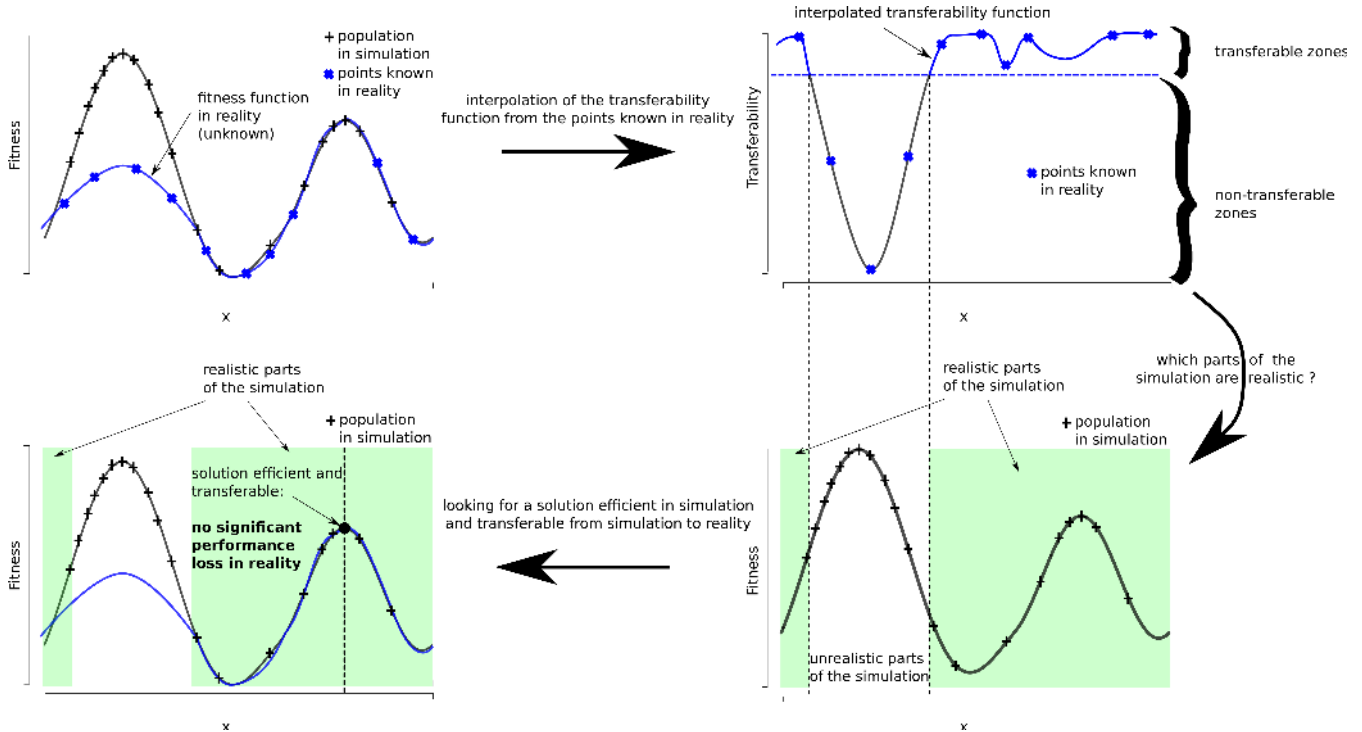 population
in simulation
points known
in reality
fitness function
in reality
(unknown)
Fitness
x
interpolation of the transferability
function from the points known in reality
interpolated transferability function
transferable zones
Transferability
points known
in reality
non-transferable
zones
x
which parts of the
simulation are realistic ?
realistic parts
of the simulation
population
in simulation
Fitness
unrealistic parts
of the simulation
x
looking for a solution efficient in simulation
and transferable from simulation to reality
realistic parts
of the simulation
population
in simulation
solution efficient and
transferable:
no significant
performance
loss in reality
Fitness
x